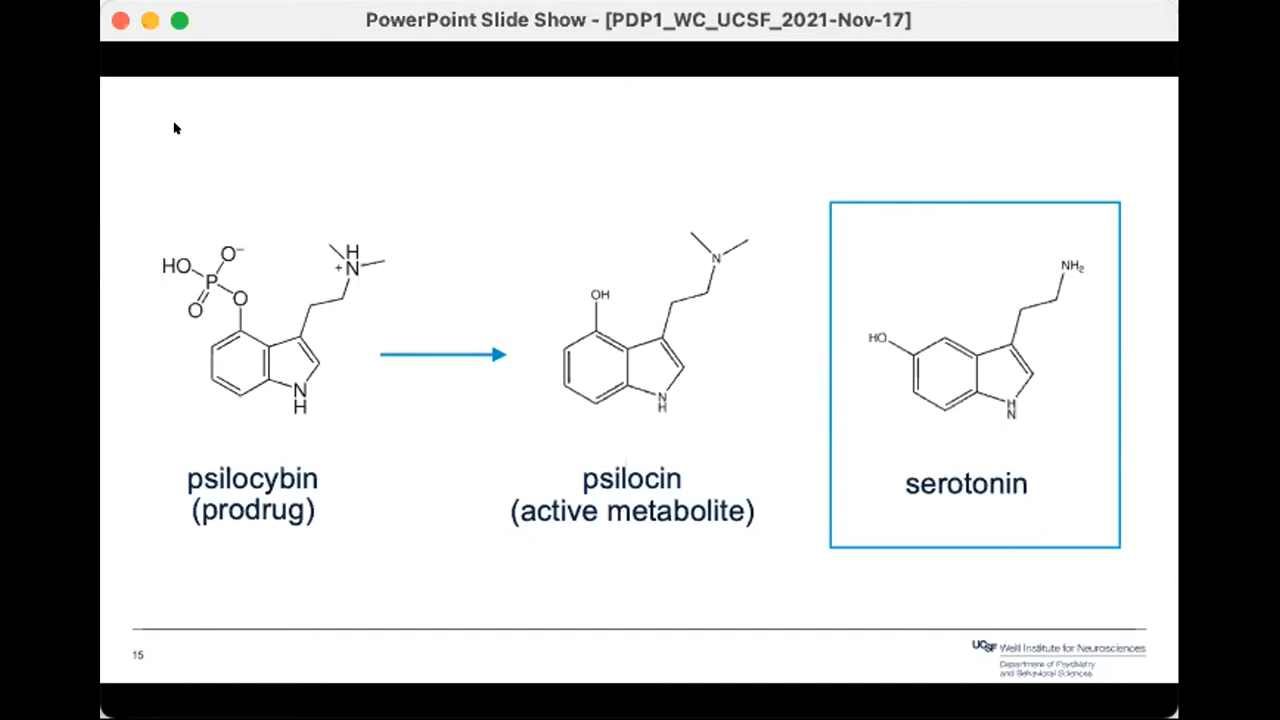 PowerPoint Slide Show - [PDP1_WC_UCSF_2021-Nov-17]
HO
O−
P
O
O
H
+N
N
H
OH
N
N
H
HO
NH2
H
N
psilocybin
(prodrug)
psilocin
(active metabolite)
serotonin
15
UCSF Weill Institute for Neurosciences
Department of Psychiatry
and Behavioral Sciences